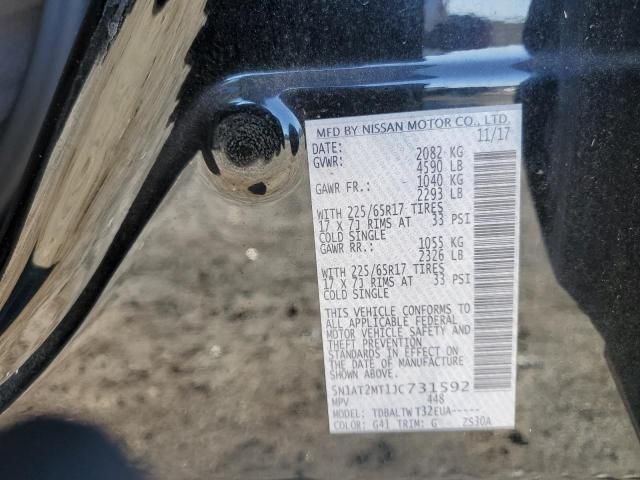 MFD BY NISSAN MOTOR CO., LTD.
DATE: 11/17
GVWR: 2082 KG
4590 LB
GAWR FR.: 1040 KG
2293 LB
WITH 225/65R17 TIRES
17 X 7J RIMS AT 33 PSI
COLD SINGLE
GAWR RR.: 1055 KG
2326 LB
WITH 225/65R17 TIRES
17 X 7J RIMS AT 33 PSI
COLD SINGLE
THIS VEHICLE CONFORMS TO
ALL APPLICABLE FEDERAL
MOTOR VEHICLE SAFETY AND
THEFT PREVENTION
STANDARDS IN EFFECT ON
THE DATE OF MANUFACTURE
SHOWN ABOVE.
5N1AT2MT1JC731592
MPV 448
MODEL: TDBALTW T32EUA-----
COLOR: G41 TRIM: G ZS30A